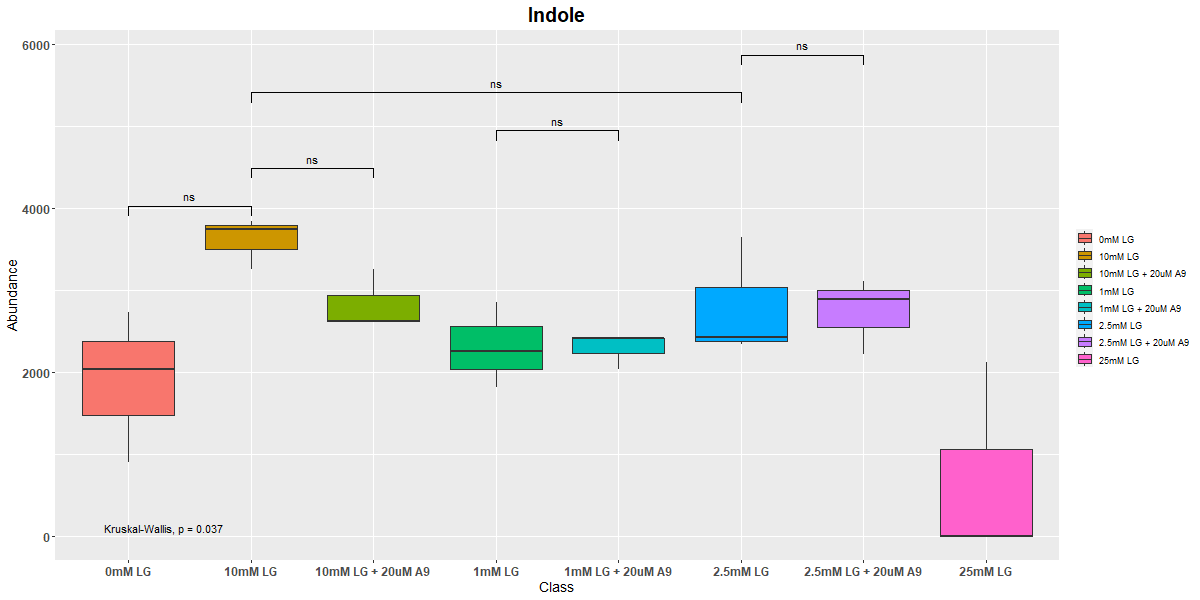 Indole
6000
4000
2000
0
Abundance
ns
ns
ns
ns
ns
Kruskal-Wallis, p = 0.037
0mM LG
10mM LG
10mM LG + 20uM A9
1mM LG
1mM LG + 20uM A9
2.5mM LG
2.5mM LG + 20uM A9
25mM LG
Class
0mM LG
10mM LG
10mM LG + 20uM A9
1mM LG
1mM LG + 20uM A9
2.5mM LG
2.5mM LG + 20uM A9
25mM LG